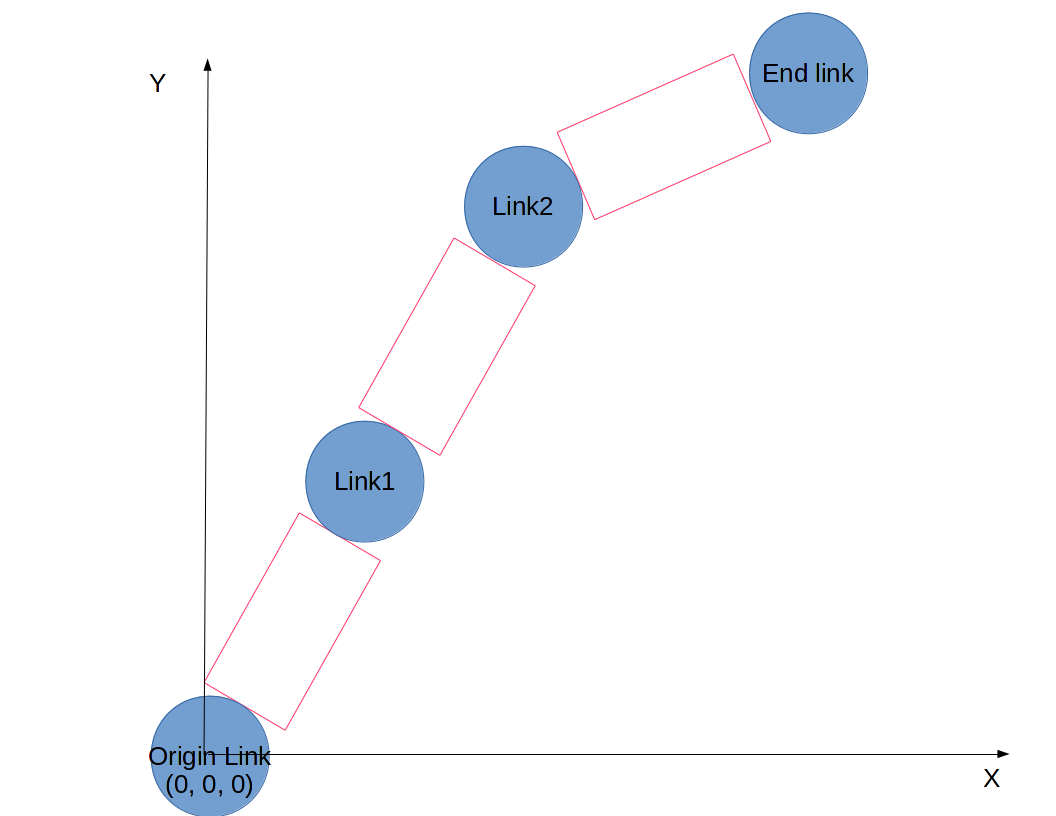 Y
End link
Link2
Link1
Origin Link
(0, 0, 0)
X